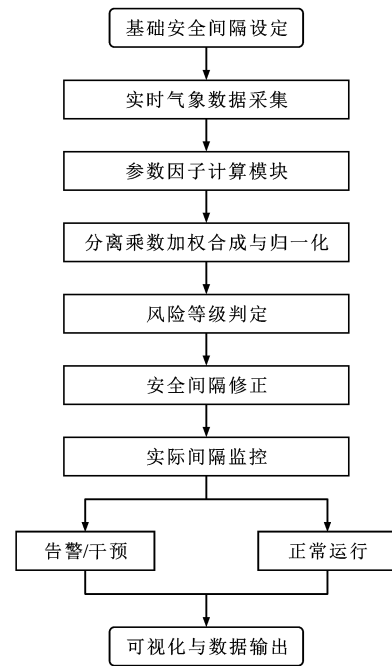 基础安全间隔设定
实时气象数据采集
参数因子计算模块
分离乘数加权合成与归一化
风险等级判定
安全间隔修正
实际间隔监控
告警/干预
正常运行
可视化与数据输出